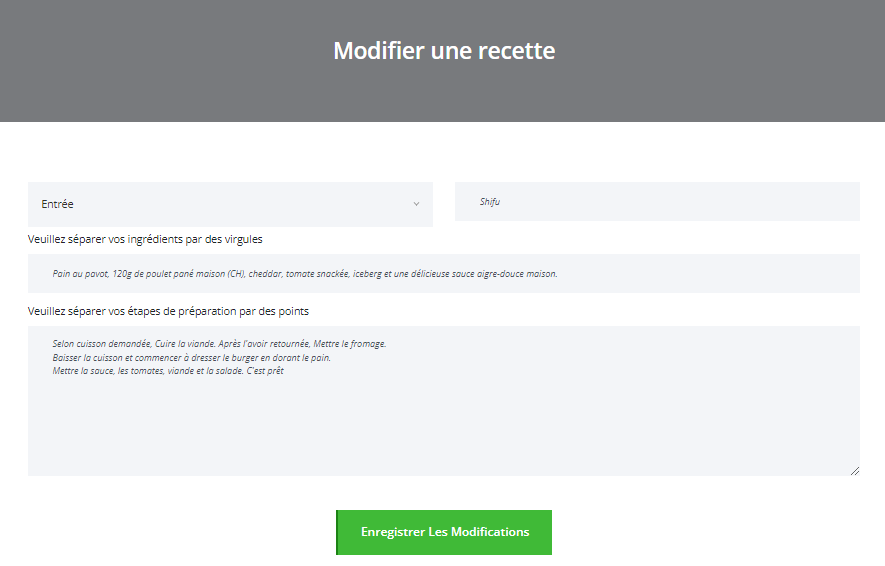 Modifier une recette
Entrée
Shifu
Veuillez séparer vos ingrédients par des virgules
Pain au pavot, 120g de poulet pané maison (CH), cheddar, tomate snackée, iceberg et une délicieuse sauce aigre-douce maison.
Veuillez séparer vos étapes de préparation par des points
Selon cuisson demandée, Cuire la viande. Après l'avoir retournée, Mettre le fromage.
Baisser la cuisson et commencer à dresser le burger en dorant le pain.
Mettre la sauce, les tomates, viande et la salade. C'est prêt
Enregistrer Les Modifications